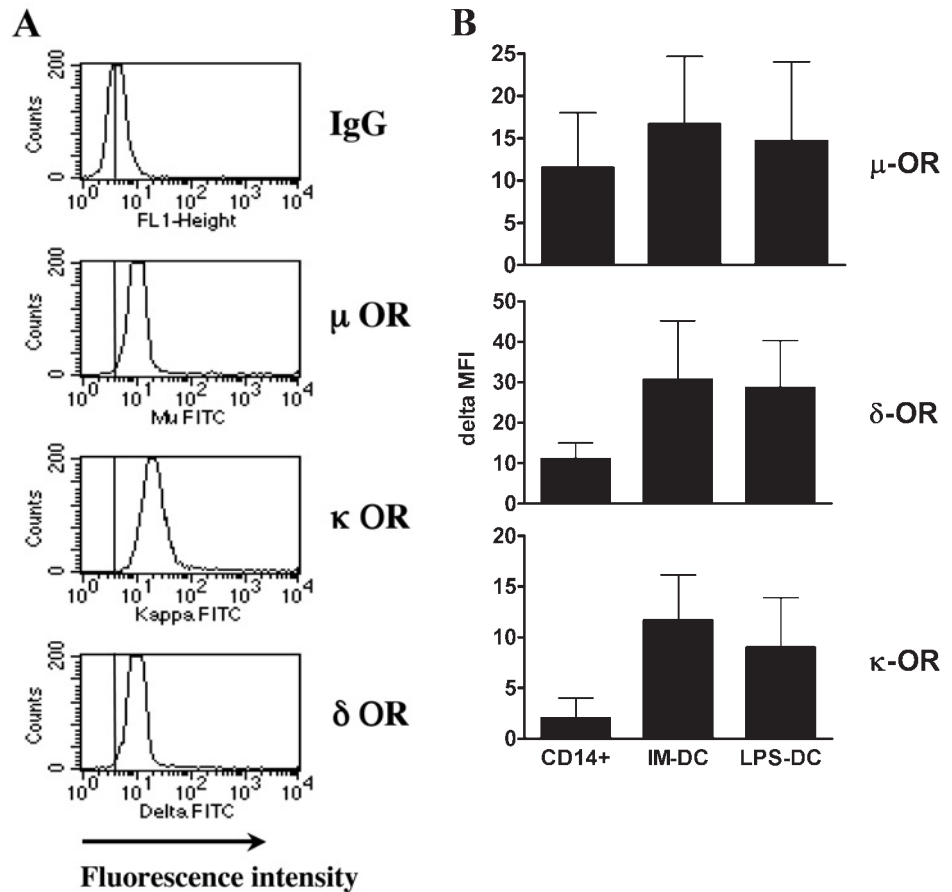 A
200
Counts
0
10^0 10^1 10^2 10^3 10^4
FL1-Height
IgG
200
Counts
0
10^0 10^1 10^2 10^3 10^4
Mu FITC
μ OR
200
Counts
0
10^0 10^1 10^2 10^3 10^4
Kappa FITC
κ OR
200
Counts
0
10^0 10^1 10^2 10^3 10^4
Delta FITC
δ OR
Fluorescence intensity
B
25
20
15
10
5
0
μ-OR
50
40
30
20
10
0
delta MFI
δ-OR
20
15
10
5
0
κ-OR
CD14+ IM-DC LPS-DC